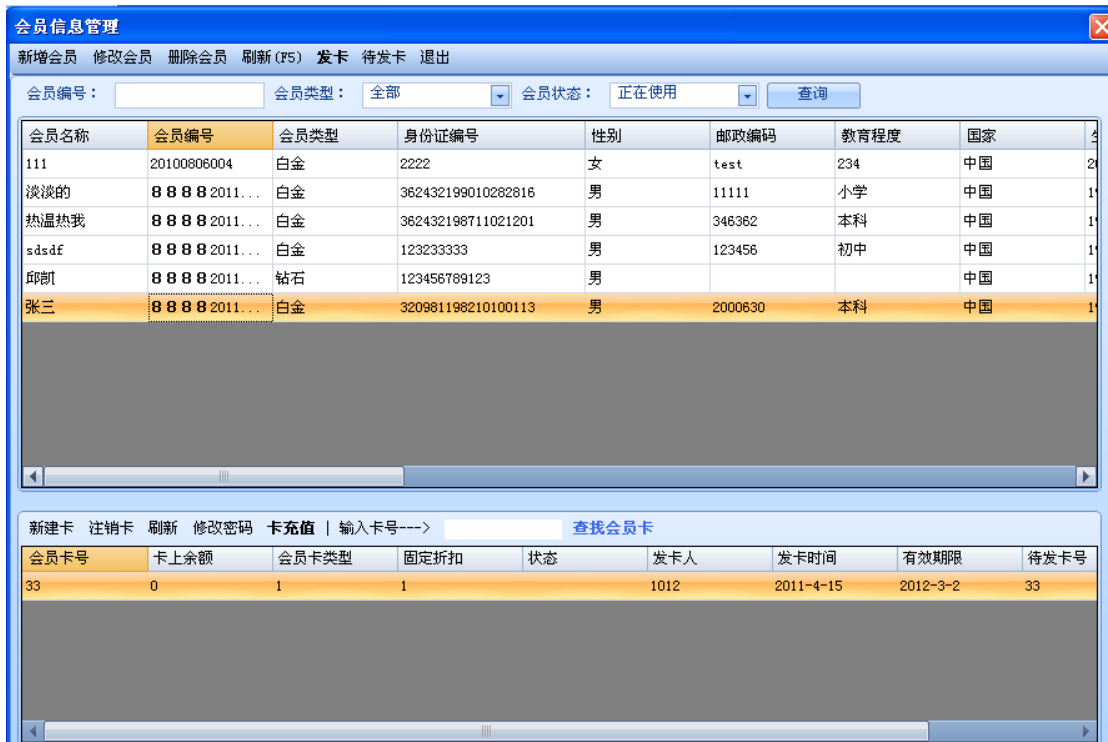 会员信息管理
新增会员 修改会员 删除会员 刷新(F5) 发卡 待发卡 退出
会员编号： 会员类型： 全部 会员状态： 正在使用 查询
会员名称 会员编号 会员类型 身份证编号 性别 邮政编码 教育程度 国家
111 20100806004 白金 2222 女 test 234 中国
淡淡的 88882011... 白金 362432199010282816 男 11111 小学 中国
热温热我 88882011... 白金 362432198711021201 男 346362 本科 中国
sdsdf 88882011... 白金 123233333 男 123456 初中 中国
邱凯 88882011... 钻石 123456789123 男 中国
张三 88882011... 白金 320981198210100113 男 2000630 本科 中国
新建卡 注销卡 刷新 修改密码 卡充值 | 输入卡号---> 查找会员卡
会员卡号 卡上余额 会员卡类型 固定折扣 状态 发卡人 发卡时间 有效期限 待发卡号
33 0 1 1 1012 2011-4-15 2012-3-2 33